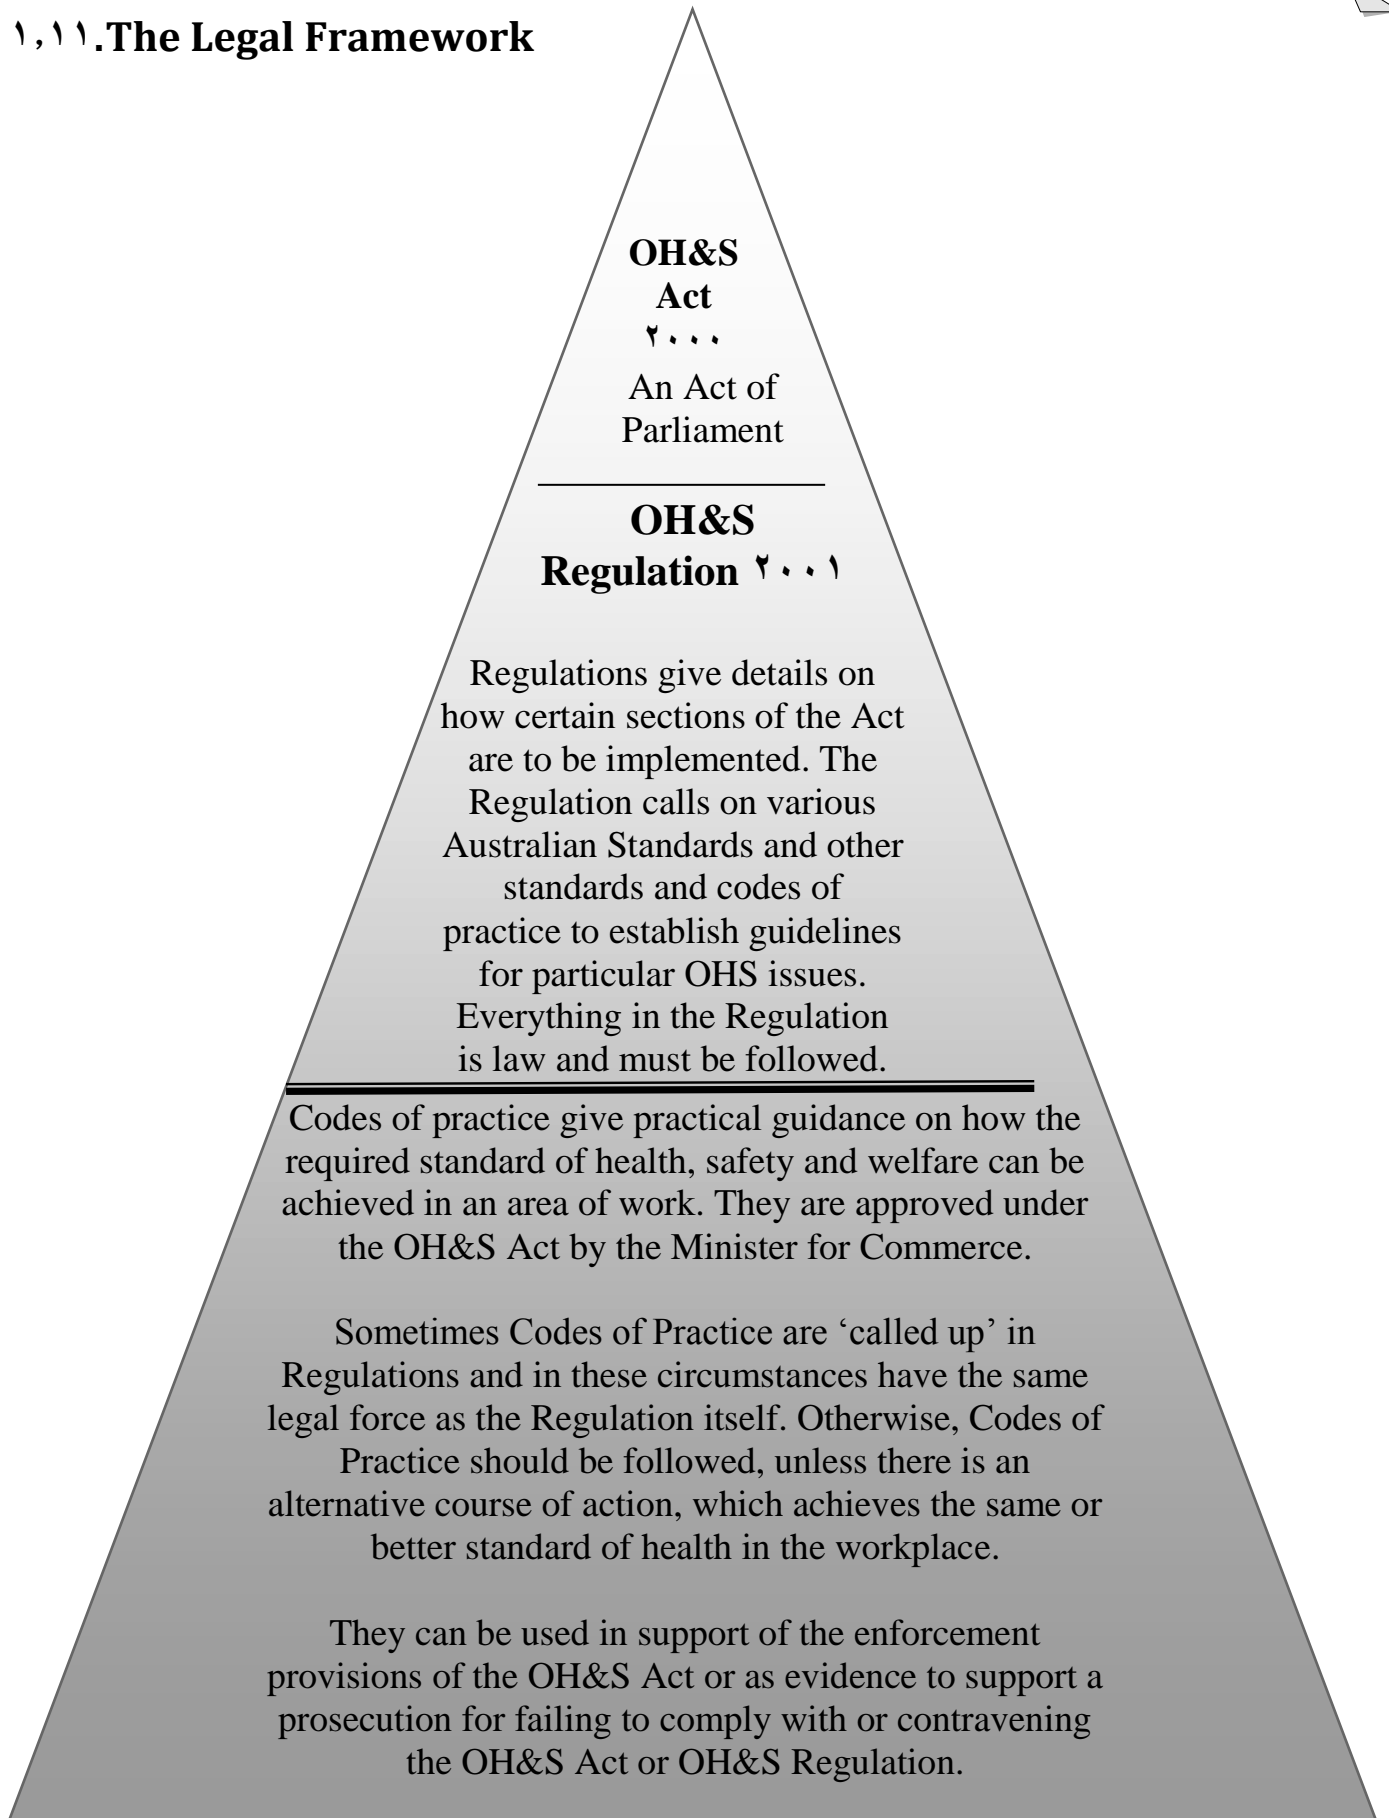 ١,١١.The Legal Framework
OH&S
Act
٢٠٠٠
An Act of
Parliament
OH&S
Regulation ٢٠٠١
Regulations give details on
how certain sections of the Act
are to be implemented. The
Regulation calls on various
Australian Standards and other
standards and codes of
practice to establish guidelines
for particular OHS issues.
Everything in the Regulation
is law and must be followed.
Codes of practice give practical guidance on how the
required standard of health, safety and welfare can be
achieved in an area of work. They are approved under
the OH&S Act by the Minister for Commerce.
Sometimes Codes of Practice are ‘called up’ in
Regulations and in these circumstances have the same
legal force as the Regulation itself. Otherwise, Codes of
Practice should be followed, unless there is an
alternative course of action, which achieves the same or
better standard of health in the workplace.
They can be used in support of the enforcement
provisions of the OH&S Act or as evidence to support a
prosecution for failing to comply with or contravening
the OH&S Act or OH&S Regulation.